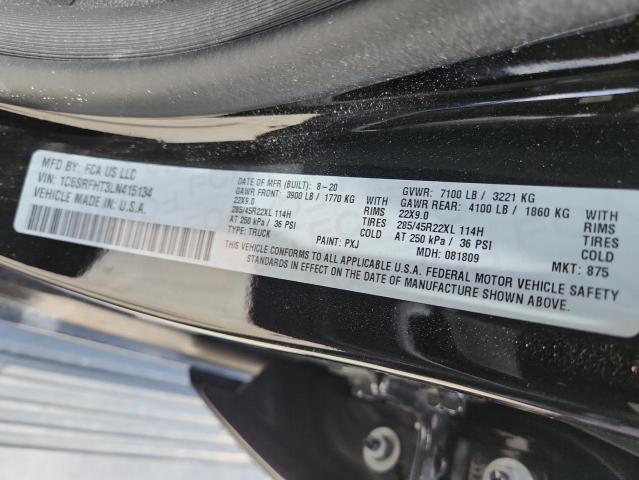 MFD BY: FCA US LLC
VIN: 1C6SRFHT3LN415134
VEHICLE MADE IN U.S.A.
DATE OF MFR.(BUILT): 8-20 GVWR: 7100 LB / 3221 KG
GAWR FRONT: 3900 LB / 1770 KG WITH GAWR REAR: 4100 LB / 1860 KG WITH
22X9.0 RIMS 22X9.0 RIMS
285/45R22XL 114H TIRES 285/45R22XL 114H TIRES
AT 250 kPa / 36 PSI COLD AT 250 kPa / 36 PSI COLD
TYPE: TRUCK PAINT: PXJ MDH: 081809 MKT: 875
VEHICLE CONFORMS TO ALL APPLICABLE U.S.A. FEDERAL MOTOR VEHICLE SAFETY
STANDARDS IN EFFECT ON THE DATE OF MANUFACTURE SHOWN ABOVE.